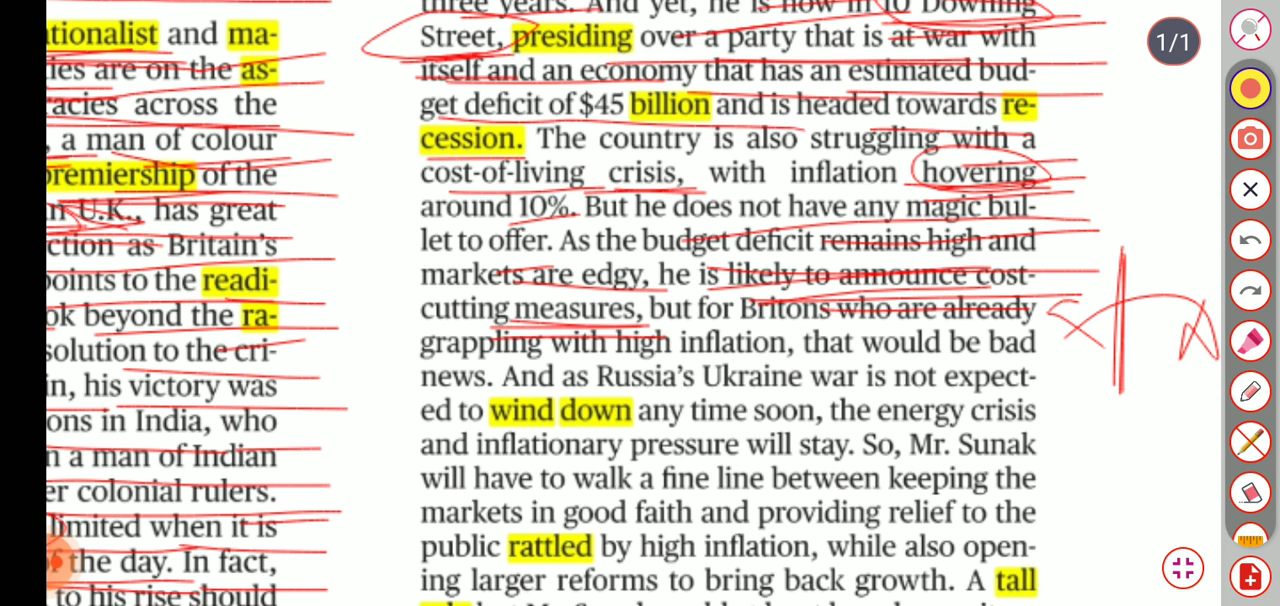 tionalist and ma-
ies are on the as-
acies across the
, a man of colour
premiership of the
n U.K., has great
ction as Britain's
points to the readi-
ok beyond the ra-
solution to the cri-
in, his victory was
ons in India, who
n a man of Indian
er colonial rulers.
limited when it is
the day. In fact,
to his rise should
three years. And yet, he is now in 10 Downing
Street, presiding over a party that is at war with
itself and an economy that has an estimated bud-
get deficit of $45 billion and is headed towards re-
cession. The country is also struggling with a
cost-of-living crisis, with inflation hovering
around 10%. But he does not have any magic bul-
let to offer. As the budget deficit remains high and
markets are edgy, he is likely to announce cost-
cutting measures, but for Britons who are already
grappling with high inflation, that would be bad
news. And as Russia's Ukraine war is not expect-
ed to wind down any time soon, the energy crisis
and inflationary pressure will stay. So, Mr. Sunak
will have to walk a fine line between keeping the
markets in good faith and providing relief to the
public rattled by high inflation, while also open-
ing larger reforms to bring back growth. A tall
1/1